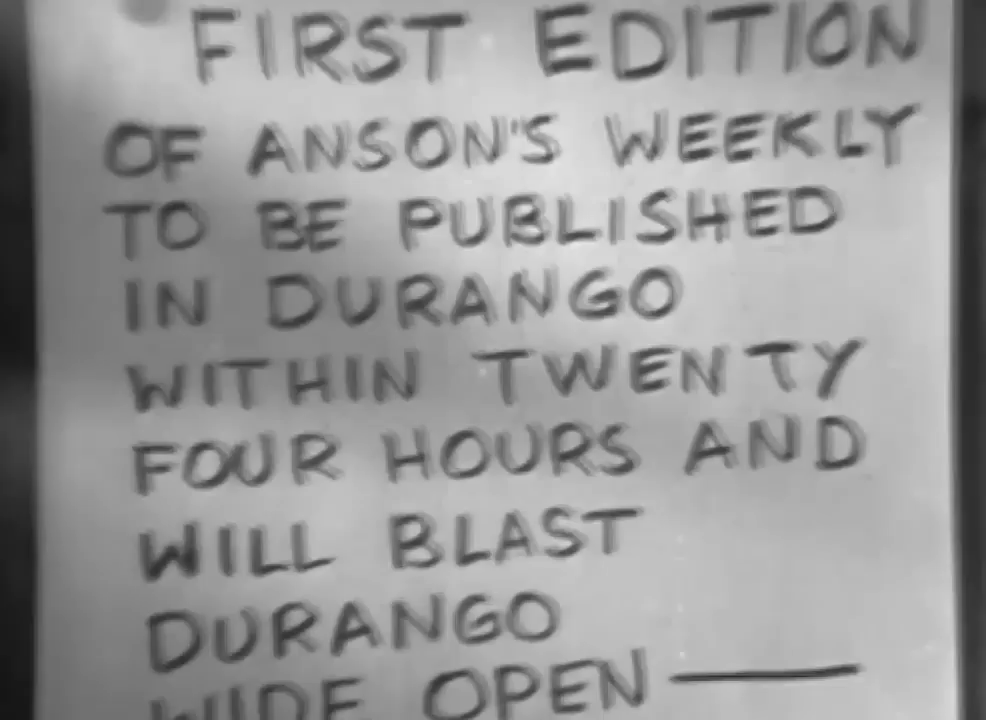 FIRST EDITION
OF ANSON'S WEEKLY
TO BE PUBLISHED
IN DURANGO
WITHIN TWENTY
FOUR HOURS AND
WILL BLAST
DURANGO
WIDE OPEN —